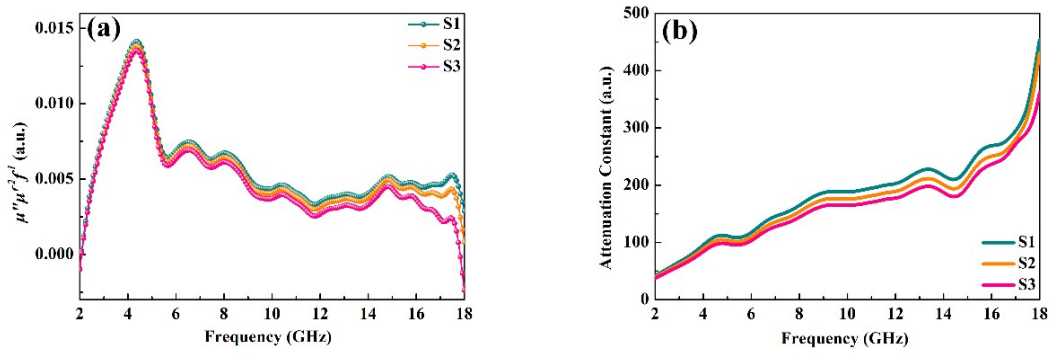 (a)
S1
S2
S3
0.015
0.010
0.005
0.000
μ''μ'⁻²f⁻¹ (a.u.)
2 4 6 8 10 12 14 16 18
Frequency (GHz)
(b)
500
400
300
200
100
0
Attenuation Constant (a.u.)
S1
S2
S3
2 4 6 8 10 12 14 16 18
Frequency (GHz)